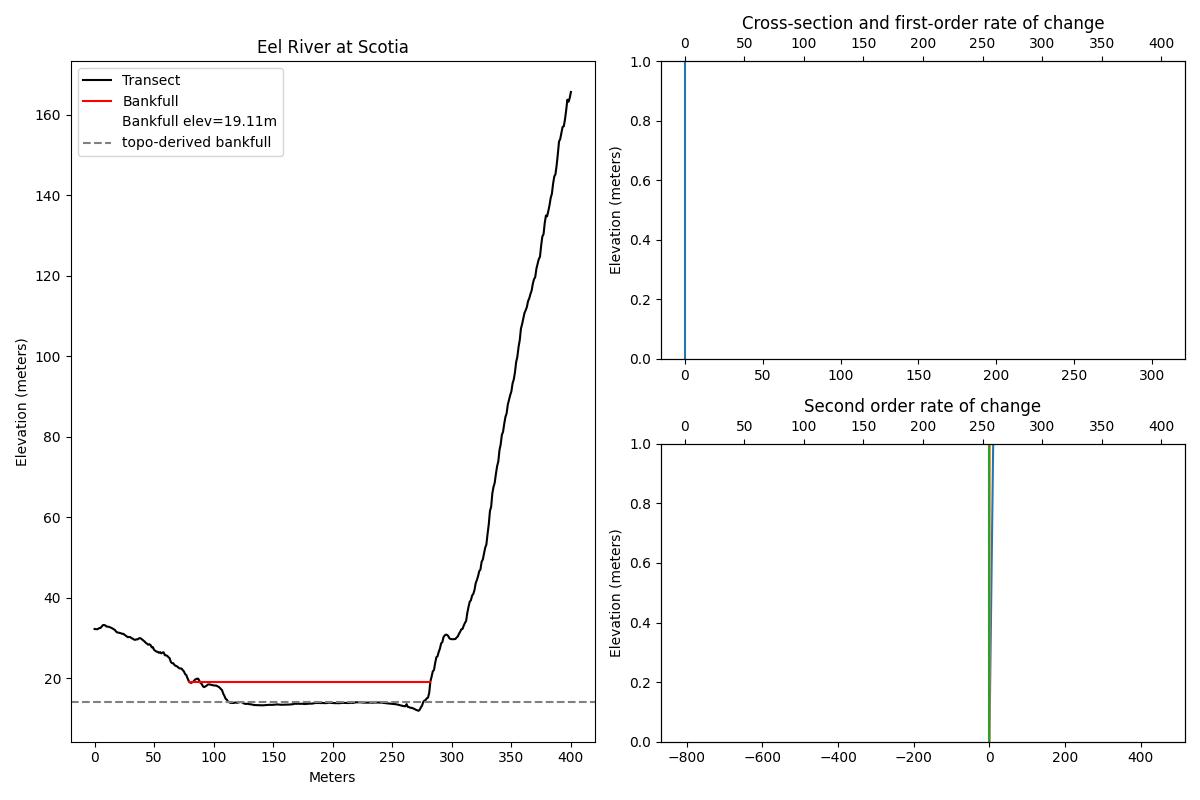 Eel River at Scotia
Transect
Bankfull
Bankfull elev=19.11m
topo-derived bankfull
Elevation (meters)
160
140
120
100
80
60
40
20
0 50 100 150 200 250 300 350 400
Meters
Cross-section and first-order rate of change
0 50 100 150 200 250 300 350 400
Elevation (meters)
1.0
0.8
0.6
0.4
0.2
0.0
0 50 100 150 200 250 300
Second order rate of change
0 50 100 150 200 250 300 350 400
Elevation (meters)
1.0
0.8
0.6
0.4
0.2
0.0
−800 −600 −400 −200 0 200 400